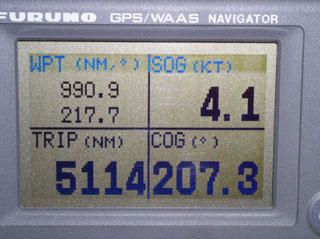 FURUNO GPS/WAAS NAVIGATOR
WPT (NM,°) SOG (KT)
990.9
217.7 4.1
TRIP (NM) COG (°)
5114 207.3